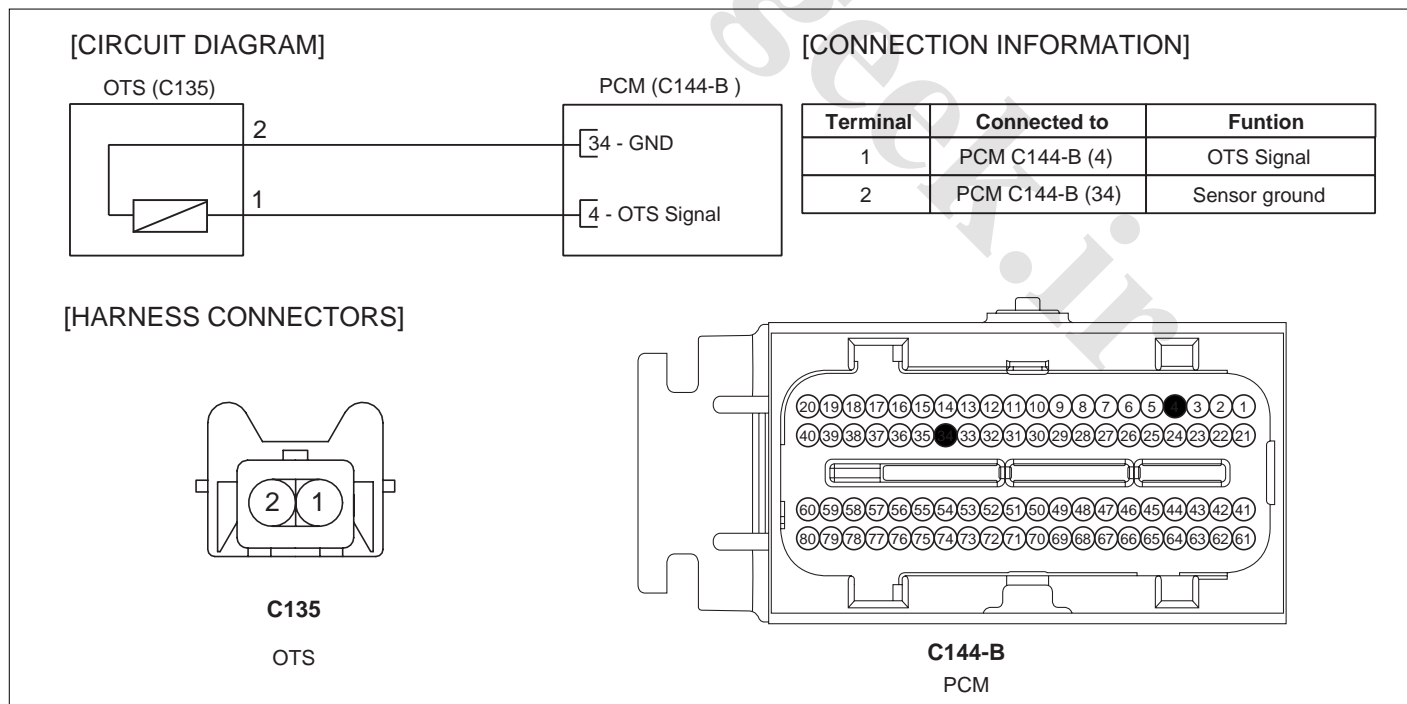 [CIRCUIT DIAGRAM]
OTS (C135)
PCM (C144-B )
2
34 - GND
1
4 - OTS Signal
[CONNECTION INFORMATION]
Terminal Connected to Funtion
1 PCM C144-B (4) OTS Signal
2 PCM C144-B (34) Sensor ground
[HARNESS CONNECTORS]
2 1
C135
OTS
20 19 18 17 16 15 14 13 12 11 10 9 8 7 6 5 4 3 2 1
40 39 38 37 36 35 34 33 32 31 30 29 28 27 26 25 24 23 22 21
60 59 58 57 56 55 54 53 52 51 50 49 48 47 46 45 44 43 42 41
80 79 78 77 76 75 74 73 72 71 70 69 68 67 66 65 64 63 62 61
C144-B
PCM
geek.ir